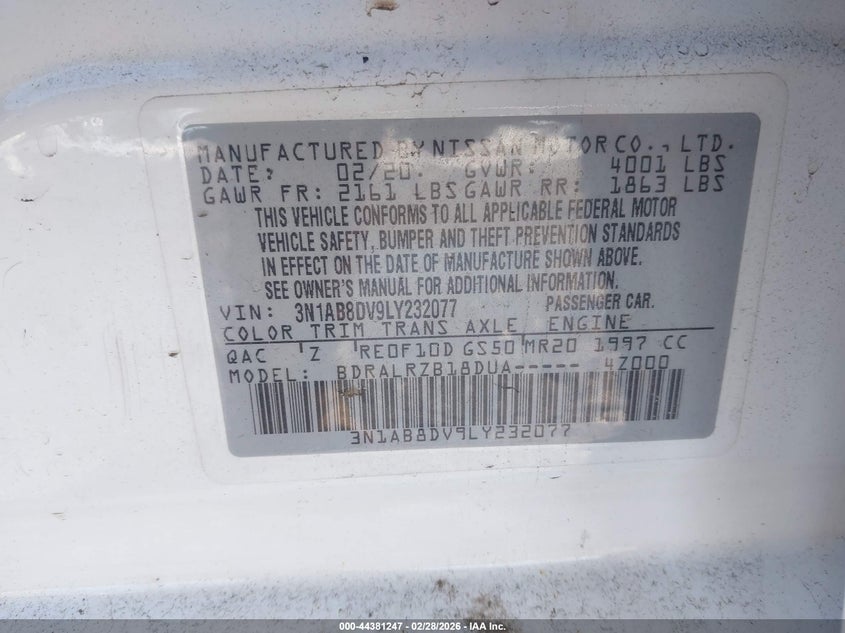 MANUFACTURED BY NISSAN MOTOR CO., LTD.
DATE: 02/20 GVWR: 4001 LBS
GAWR FR: 2161 LBS GAWR RR: 1863 LBS
THIS VEHICLE CONFORMS TO ALL APPLICABLE FEDERAL MOTOR
VEHICLE SAFETY, BUMPER AND THEFT PREVENTION STANDARDS
IN EFFECT ON THE DATE OF MANUFACTURE SHOWN ABOVE.
SEE OWNER'S MANUAL FOR ADDITIONAL INFORMATION.
VIN: 3N1AB8DV9LY232077 PASSENGER CAR.
COLOR TRIM TRANS AXLE ENGINE
QAC Z RE0F10D GS50 MR20 1997 CC
MODEL: BDRALRZB18DUA----- 4Z000
3N1AB8DV9LY232077
000-44381247 - 02/28/2026 - IAA Inc.